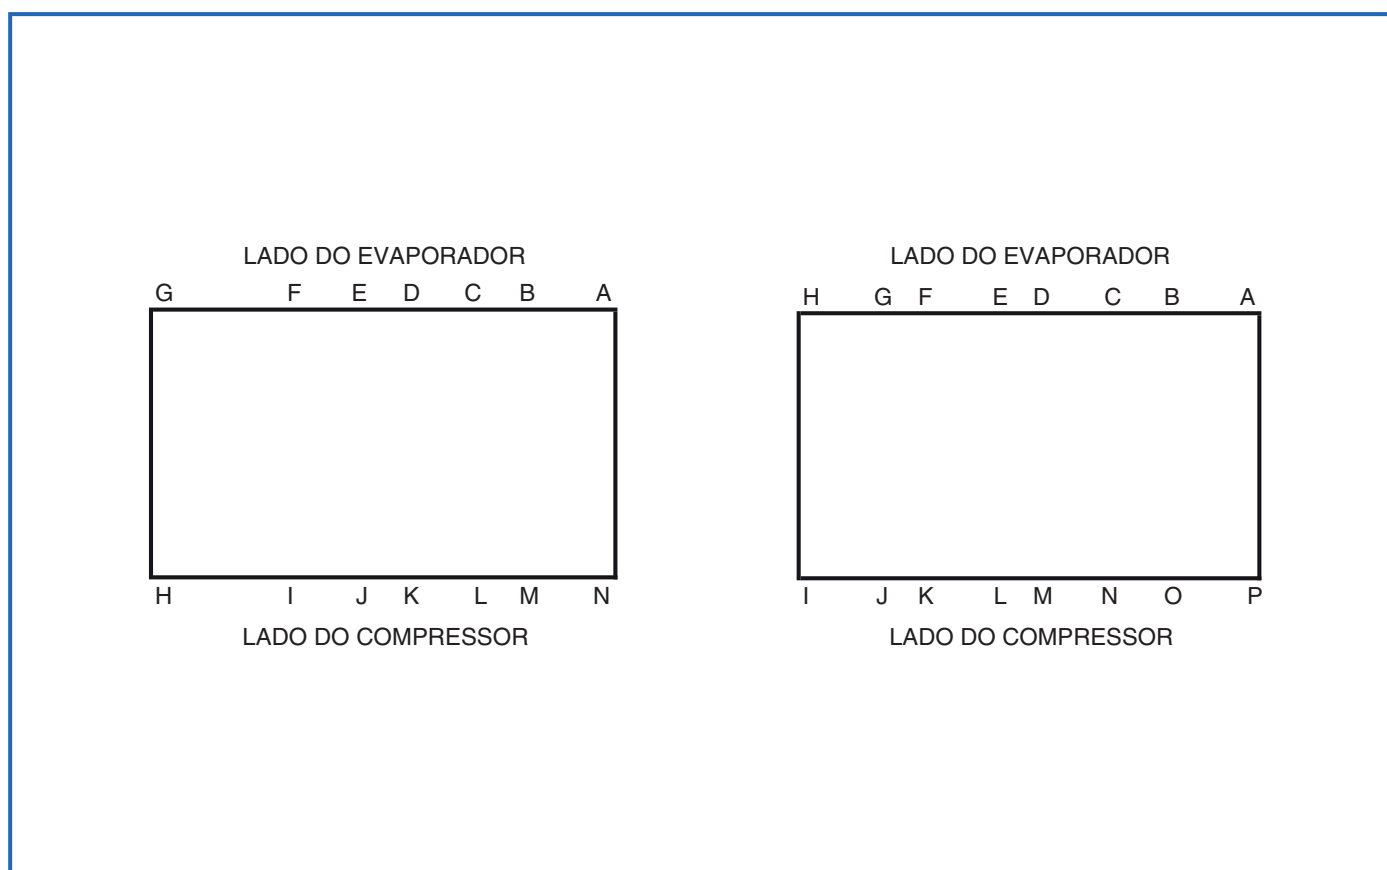 LADO DO EVAPORADOR
G F E D C B A
H I J K L M N
LADO DO COMPRESSOR
LADO DO EVAPORADOR
H G F E D C B A
I J K L M N O P
LADO DO COMPRESSOR